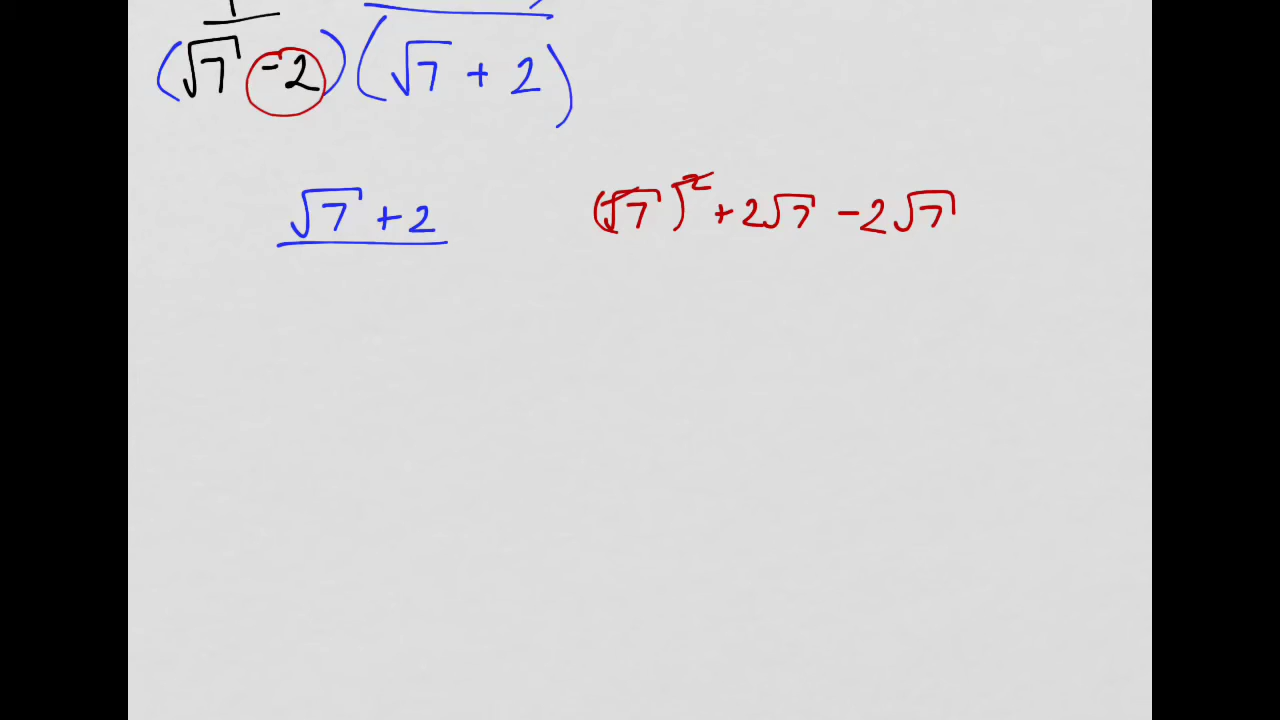 (√7 -2)(√7 + 2)
√7 + 2 (√7)² + 2√7 - 2√7